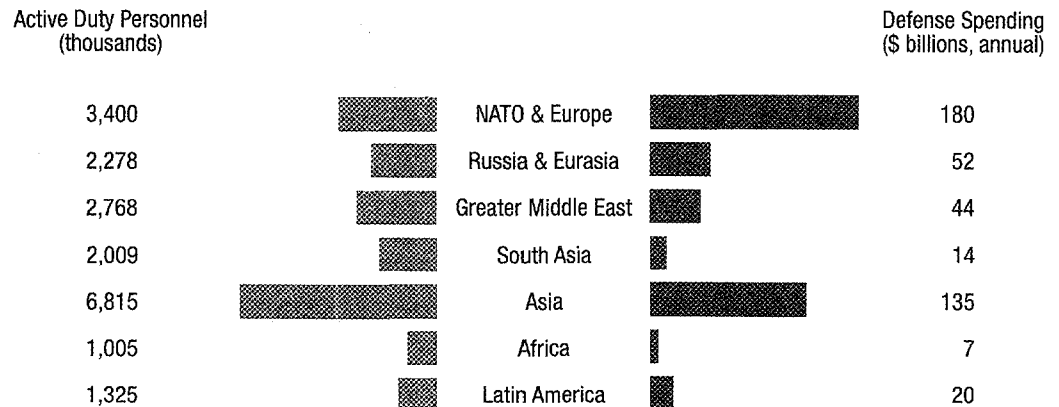 Active Duty Personnel
(thousands)
Defense Spending
($ billions, annual)
3,400 NATO & Europe 180
2,278 Russia & Eurasia 52
2,768 Greater Middle East 44
2,009 South Asia 14
6,815 Asia 135
1,005 Africa 7
1,325 Latin America 20